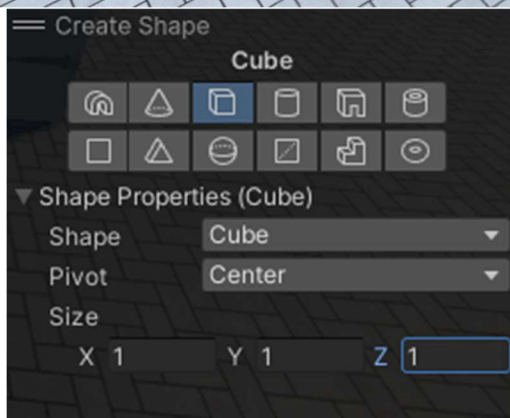 Create Shape
Cube
Shape Properties (Cube)
Shape Cube
Pivot Center
Size
X 1 Y 1 Z 1